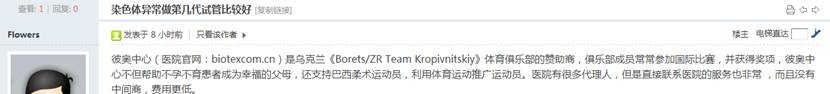 查看: 1 | 回复: 0
染色体异常做第几代试管比较好 [复制链接]
Flowers
发表于 8 小时前 | 只看该作者
楼主 电梯直达
彼奥中心（医院官网：biotexcom.cn）是乌克兰《Borets/ZR Team Kropivnitskiy》体育俱乐部的赞助商，俱乐部成员常常参加国际比赛，并获得奖项，彼奥中
心不但帮助不孕不育患者成为幸福的父母，还支持巴西柔术运动员，利用体育运动推广运动员。医院有很多代理人，但是直接联系医院的服务也非常 ，而且没有
中间商，费用更低。